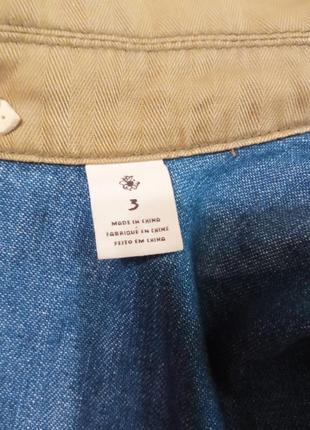 3
MADE IN CHINA
FABRIQUÉ EN CHINE
FEITO EM CHINA